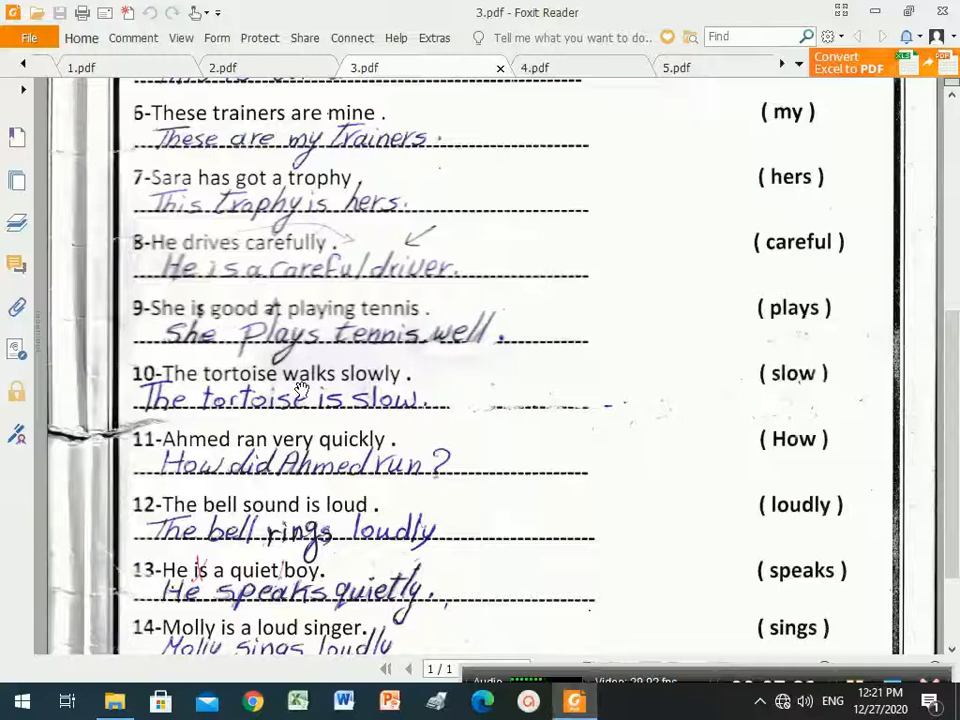 3.pdf - Foxit Reader
File Home Comment View Form Protect Share Connect Help Extras Tell me what you want to do.. Find
1.pdf 2.pdf 3.pdf 4.pdf 5.pdf
Convert
Excel to PDF
6-These trainers are mine . ( my )
These are my trainers.
7-Sara has got a trophy . ( hers )
This trophy is hers.
8-He drives carefully . ( careful )
He is a careful driver.
9-She is good at playing tennis . ( plays )
She plays tennis well.
10-The tortoise walks slowly . ( slow )
The tortoise is slow.
11-Ahmed ran very quickly . ( How )
How did Ahmed run ?
12-The bell sound is loud . ( loudly )
The bell rings loudly
13-He is a quiet boy. ( speaks )
He speaks quietly.
14-Molly is a loud singer. ( sings )
Molly sings loudly
1 / 1
ENG 12:21 PM
12/27/2020